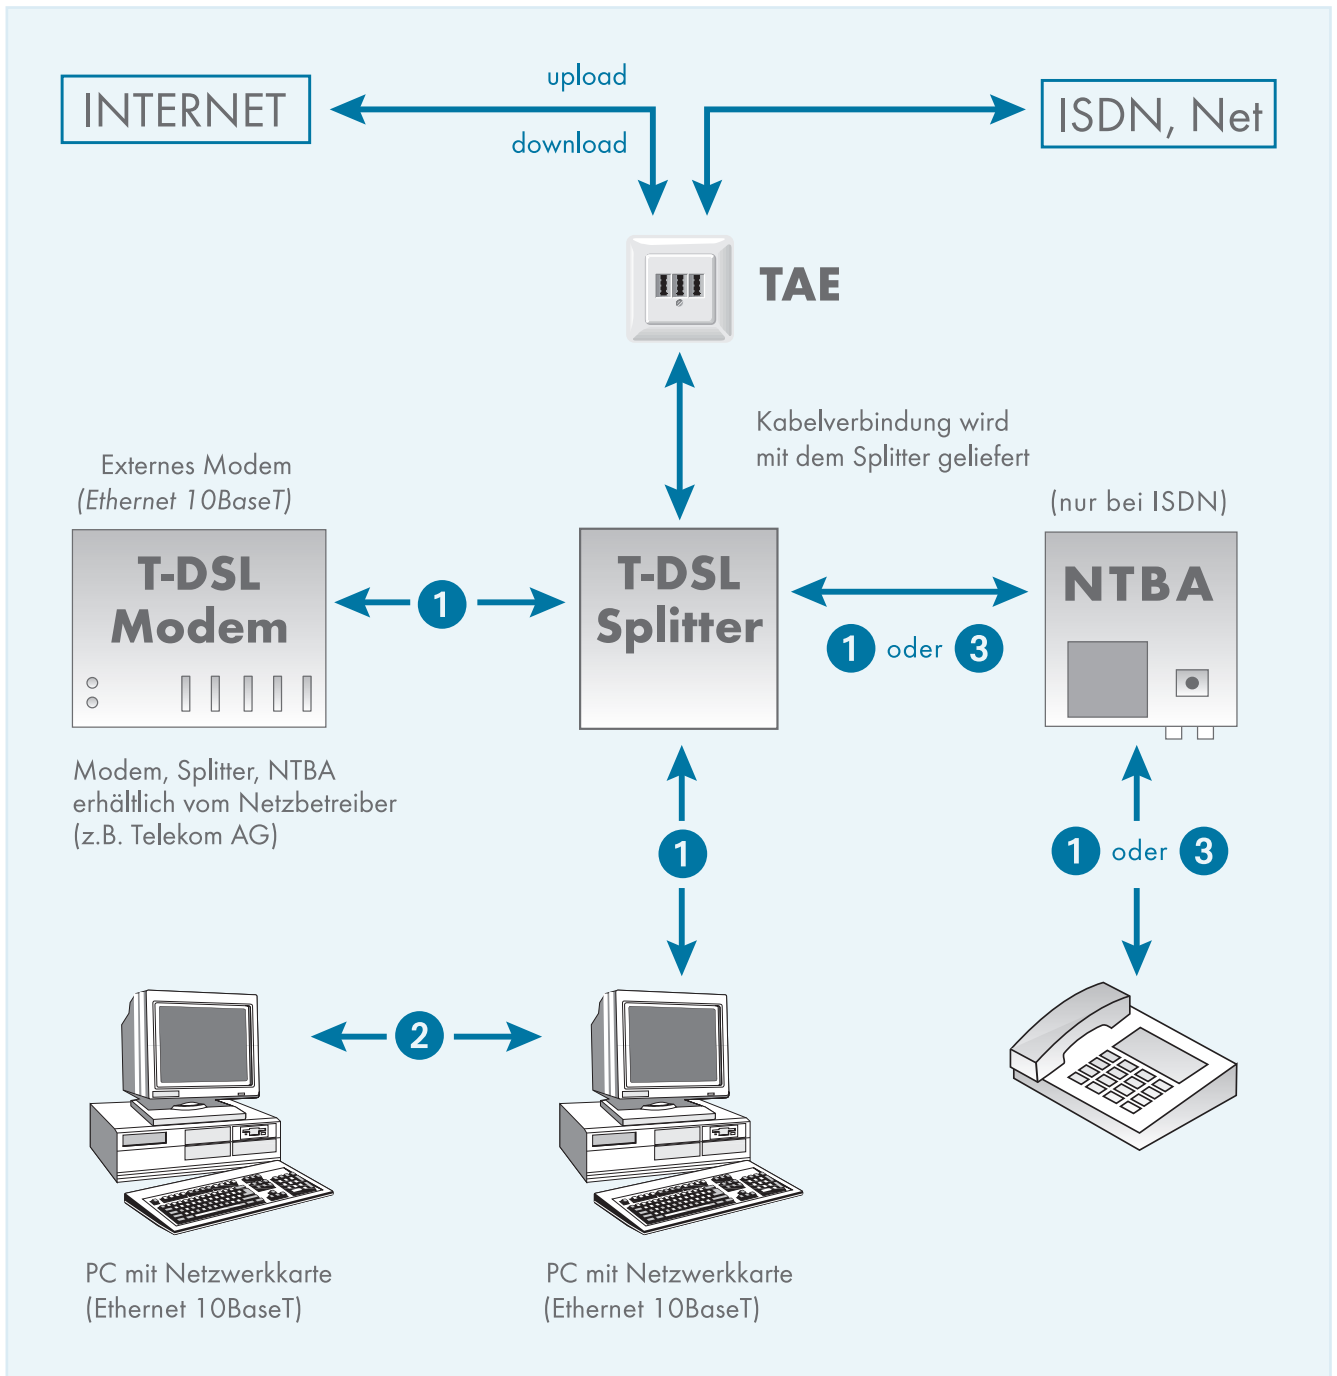 upload
INTERNET
ISDN, Net
download
TAE
Kabelverbindung wird
mit dem Splitter geliefert
Externes Modem
(Ethernet 10BaseT)
(nur bei ISDN)
T-DSL
Modem
T-DSL
Splitter
NTBA
1
1 oder 3
Modem, Splitter, NTBA
erhältlich vom Netzbetreiber
(z.B. Telekom AG)
1
1 oder 3
2
PC mit Netzwerkkarte
(Ethernet 10BaseT)
PC mit Netzwerkkarte
(Ethernet 10BaseT)